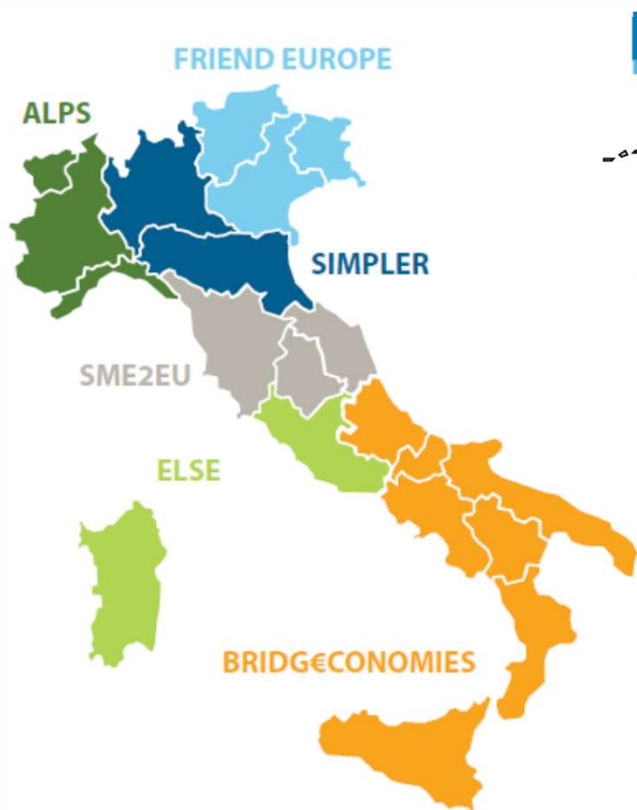 FRIEND EUROPE
ALPS
SIMPLER
SME2EU
ELSE
BRIDG€CONOMIES